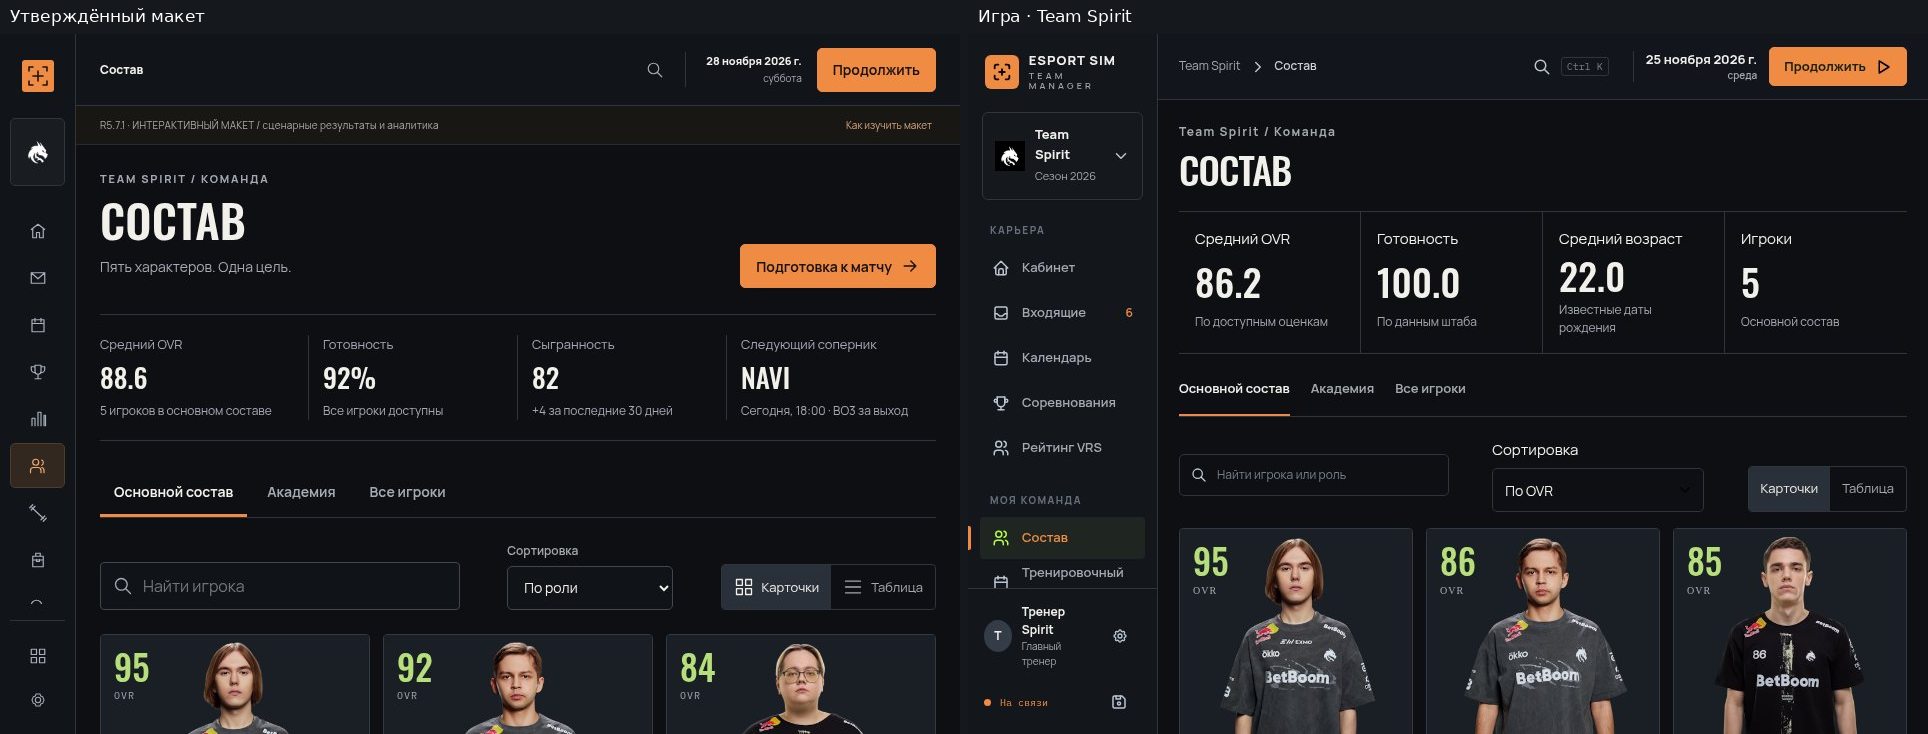 Утверждённый макет
Состав
28 ноября 2026 г.
суббота
Продолжить
R5.7.1 · ИНТЕРАКТИВНЫЙ МАКЕТ / сценарные результаты и аналитика
Как изучить макет
TEAM SPIRIT / КОМАНДА
СОСТАВ
Пять характеров. Одна цель.
Подготовка к матчу
Средний OVR
88.6
5 игроков в основном составе
Готовность
92%
Все игроки доступны
Сыгранность
82
+4 за последние 30 дней
Следующий соперник
NAVI
Сегодня, 18:00 · BO3 за выход
Основной состав
Академия
Все игроки
Найти игрока
Сортировка
По роли
Карточки
Таблица
95
OVR
92
OVR
84
OVR
Игра · Team Spirit
ESPORT SIM
TEAM
MANAGER
Team
Spirit
Сезон 2026
КАРЬЕРА
Кабинет
Входящие
6
Календарь
Соревнования
Рейтинг VRS
МОЯ КОМАНДА
Состав
Тренировочный
Т
Тренер
Spirit
Главный
тренер
На связи
Team Spirit
Состав
Ctrl K
25 ноября 2026 г.
среда
Продолжить
Team Spirit / Команда
СОСТАВ
Средний OVR
86.2
По доступным оценкам
Готовность
100.0
По данным штаба
Средний возраст
22.0
Известные даты
рождения
Игроки
5
Основной состав
Основной состав
Академия
Все игроки
Найти игрока или роль
Сортировка
По OVR
Карточки
Таблица
95
OVR
ökko
BetBoom
86
OVR
ökko
BetBoom
85
OVR
86
BetBoom